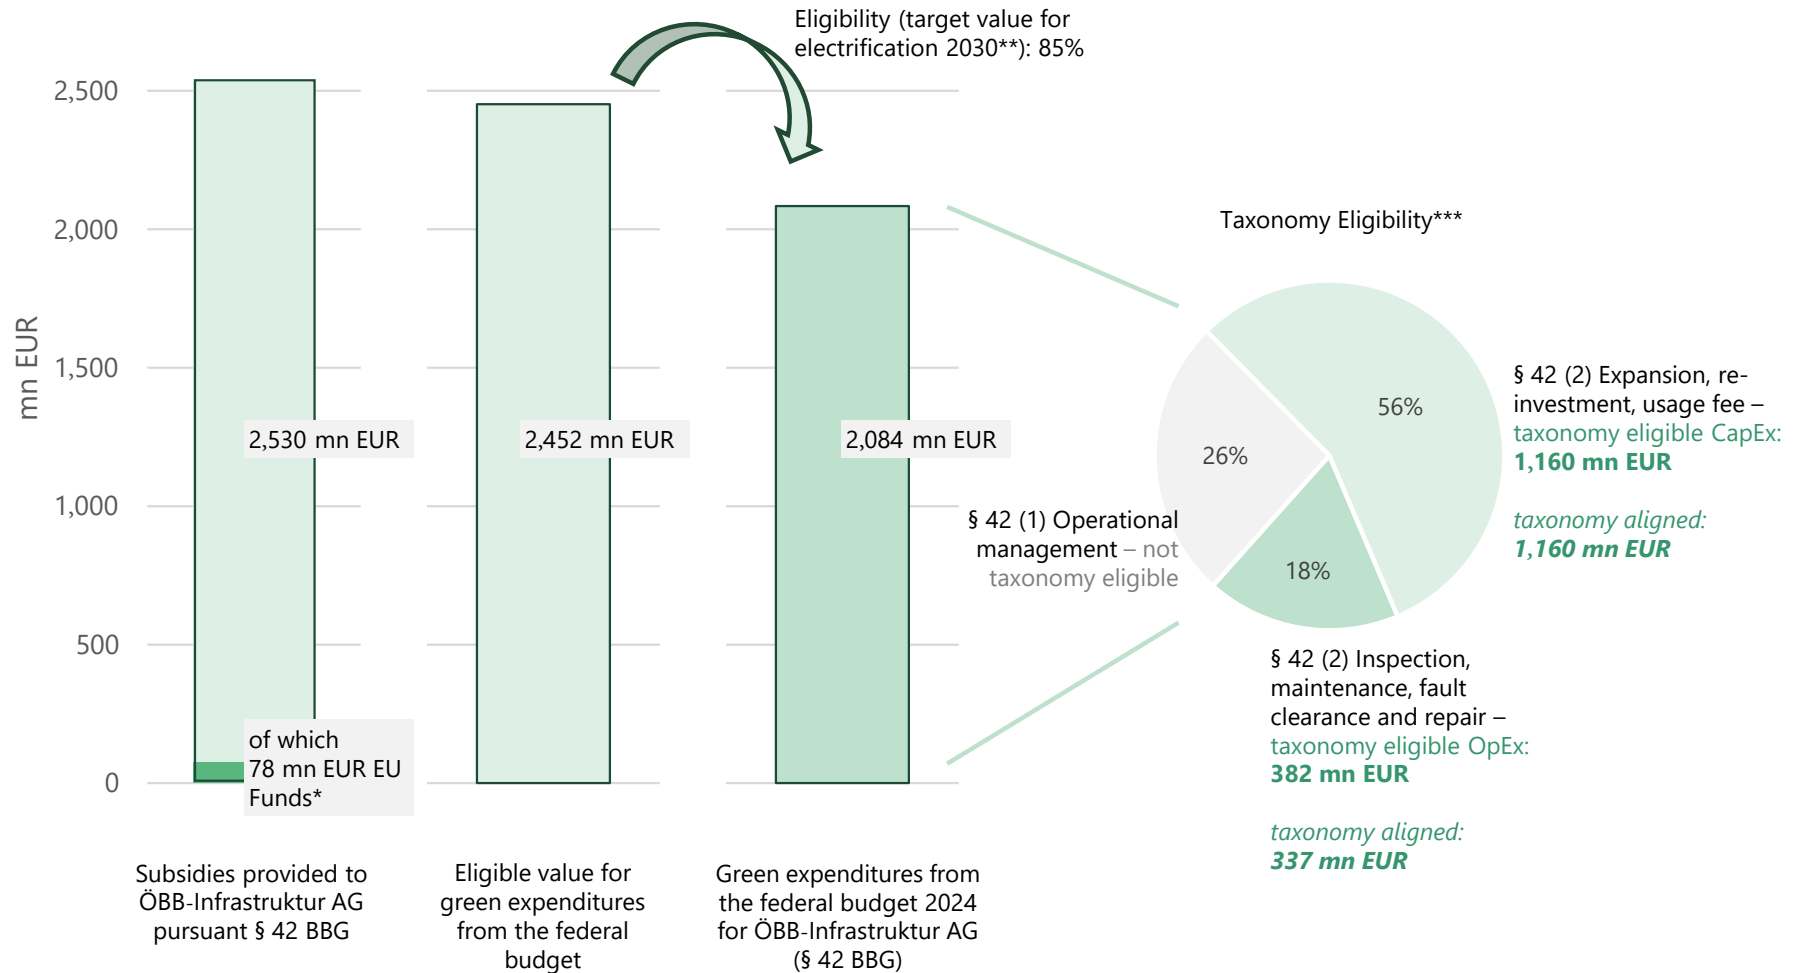 Eligibility (target value for
electrification 2030**): 85%
mn EUR
2,500
2,000
1,500
1,000
500
0
2,530 mn EUR
of which
78 mn EUR EU
Funds*
2,452 mn EUR
2,084 mn EUR
Subsidies provided to
ÖBB-Infrastruktur AG
pursuant § 42 BBG
Eligible value for
green expenditures
from the federal
budget
Green expenditures from
the federal budget 2024
for ÖBB-Infrastruktur AG
(§ 42 BBG)
Taxonomy Eligibility***
56%
26%
18%
§ 42 (2) Expansion, re-
investment, usage fee –
taxonomy eligible CapEx:
1,160 mn EUR
taxonomy aligned:
1,160 mn EUR
§ 42 (1) Operational
management – not
taxonomy eligible
§ 42 (2) Inspection,
maintenance, fault
clearance and repair –
taxonomy eligible OpEx:
382 mn EUR
taxonomy aligned:
337 mn EUR